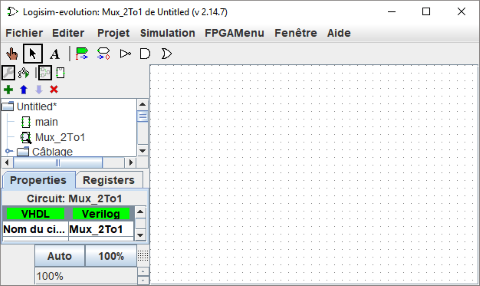 Logisim-evolution: Mux_2To1 de Untitled (v 2.14.7)
Fichier Editer Projet Simulation FPGAMenu Fenêtre Aide
A
Untitled*
main
Mux_2To1
Câblage
Properties Registers
Circuit: Mux_2To1
VHDL Verilog
Nom du ci... Mux_2To1
Auto 100%
100%